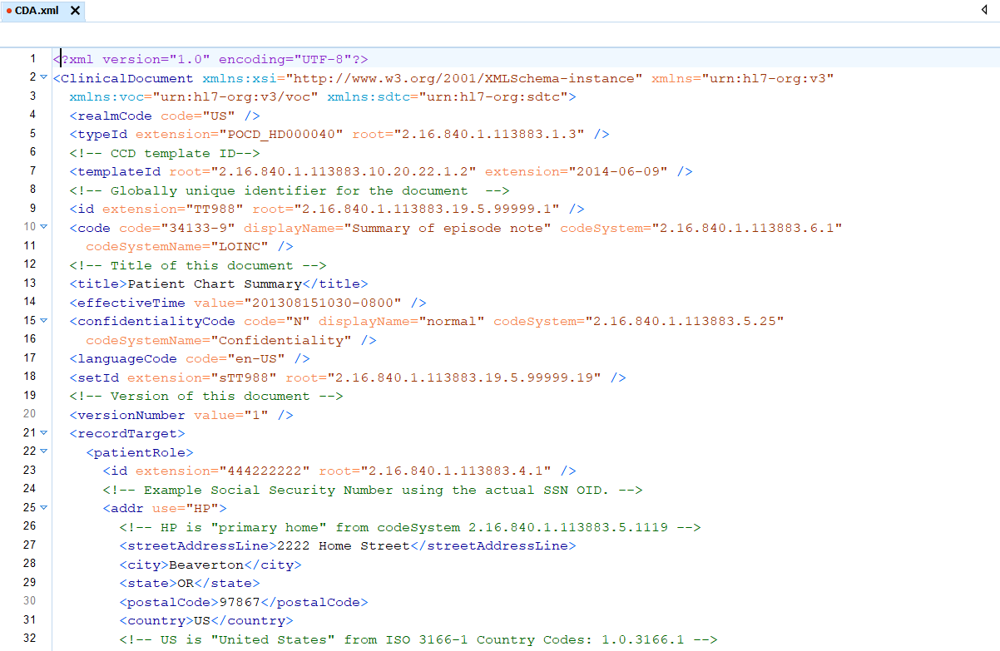 CDA.xml
1 <?xml version="1.0" encoding="UTF-8"?>
2 <ClinicalDocument xmlns:xsi="http://www.w3.org/2001/XMLSchema-instance" xmlns="urn:hl7-org:v3"
3 xmlns:voc="urn:hl7-org:v3/voc" xmlns:sdtc="urn:hl7-org:sdtc">
4 <realmCode code="US" />
5 <typeId extension="POCD_HD000040" root="2.16.840.1.113883.1.3" />
6 <!-- CCD template ID-->
7 <templateId root="2.16.840.1.113883.10.20.22.1.2" extension="2014-06-09" />
8 <!-- Globally unique identifier for the document  -->
9 <id extension="TT988" root="2.16.840.1.113883.19.5.99999.1" />
10 <code code="34133-9" displayName="Summary of episode note" codeSystem="2.16.840.1.113883.6.1"
11 codeSystemName="LOINC" />
12 <!-- Title of this document -->
13 <title>Patient Chart Summary</title>
14 <effectiveTime value="201308151030-0800" />
15 <confidentialityCode code="N" displayName="normal" codeSystem="2.16.840.1.113883.5.25"
16 codeSystemName="Confidentiality" />
17 <languageCode code="en-US" />
18 <setId extension="sTT988" root="2.16.840.1.113883.19.5.99999.19" />
19 <!-- Version of this document -->
20 <versionNumber value="1" />
21 <recordTarget>
22 <patientRole>
23 <id extension="444222222" root="2.16.840.1.113883.4.1" />
24 <!-- Example Social Security Number using the actual SSN OID. -->
25 <addr use="HP">
26 <!-- HP is "primary home" from codeSystem 2.16.840.1.113883.5.1119 -->
27 <streetAddressLine>2222 Home Street</streetAddressLine>
28 <city>Beaverton</city>
29 <state>OR</state>
30 <postalCode>97867</postalCode>
31 <country>US</country>
32 <!-- US is "United States" from ISO 3166-1 Country Codes: 1.0.3166.1 -->